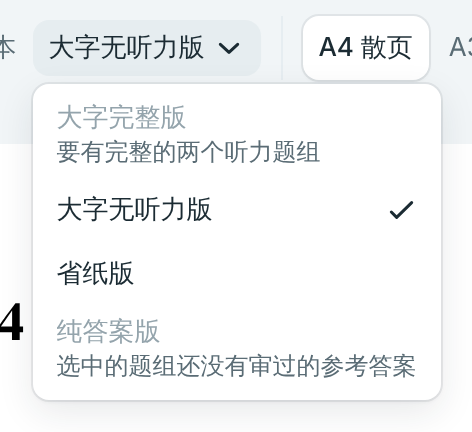 本 大字无听力版 A4 散页 A3
大字完整版
要有完整的两个听力题组
大字无听力版
省纸版
4
纯答案版
选中的题组还没有审过的参考答案